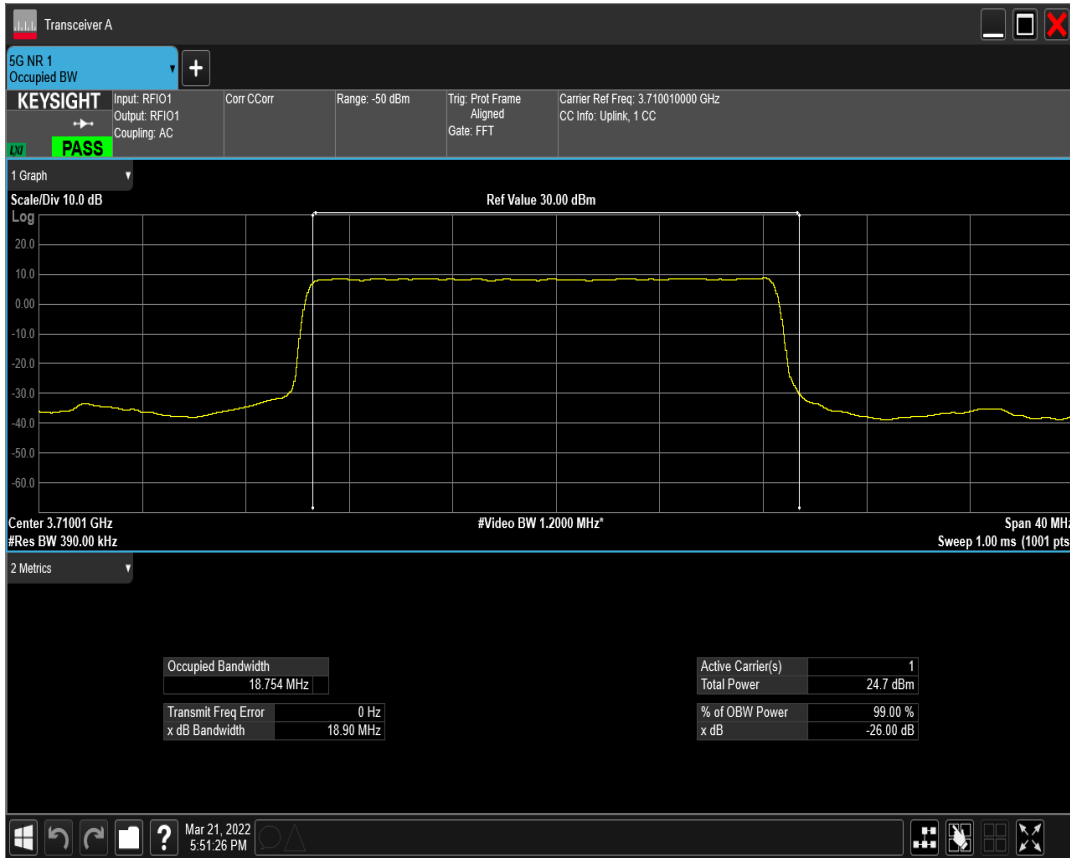 Transceiver A
5G NR 1
Occupied BW
+
KEYSIGHT
Input: RFIO1
Output: RFIO1
Coupling: AC
Corr CCorr
Range: -50 dBm
Trig: Prot Frame
Aligned
Gate: FFT
Carrier Ref Freq: 3.710010000 GHz
CC Info: Uplink, 1 CC
LXI
PASS
1 Graph
Scale/Div 10.0 dB
Ref Value 30.00 dBm
Log
20.0
10.0
0.00
-10.0
-20.0
-30.0
-40.0
-50.0
-60.0
Center 3.71001 GHz
#Video BW 1.2000 MHz*
Span 40 MHz
#Res BW 390.00 kHz
Sweep 1.00 ms (1001 pts
2 Metrics
Occupied Bandwidth
18.754 MHz
Transmit Freq Error 0 Hz
x dB Bandwidth 18.90 MHz
Active Carrier(s) 1
Total Power 24.7 dBm
% of OBW Power 99.00 %
x dB -26.00 dB
?
Mar 21, 2022
5:51:26 PM